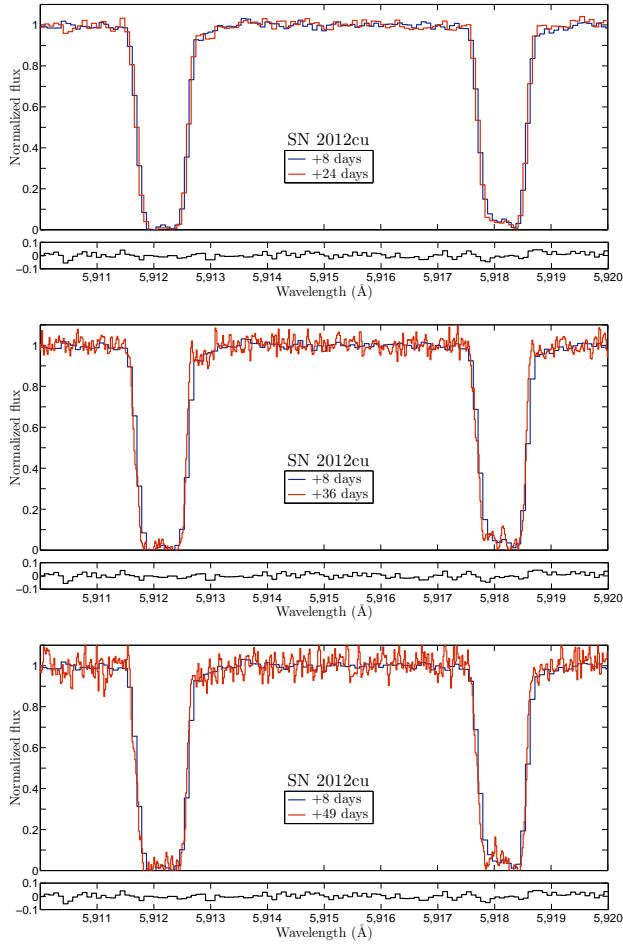 Normalized flux
1
0.8
0.6
0.4
0.2
0
SN 2012cu
+8 days
+24 days
0.1
−0.1
5,911 5,912 5,913 5,914 5,915 5,916 5,917 5,918 5,919 5,920
Wavelength (Å)
Normalized flux
1
0.8
0.6
0.4
0.2
0
SN 2012cu
+8 days
+36 days
0.1
0
−0.1
5,911 5,912 5,913 5,914 5,915 5,916 5,917 5,918 5,919 5,920
Wavelength (Å)
Normalized flux
1
0.8
0.6
0.4
0.2
0
SN 2012cu
+8 days
+49 days
0.1
0
−0.1
5,911 5,912 5,913 5,914 5,915 5,916 5,917 5,918 5,919 5,920
Wavelength (Å)